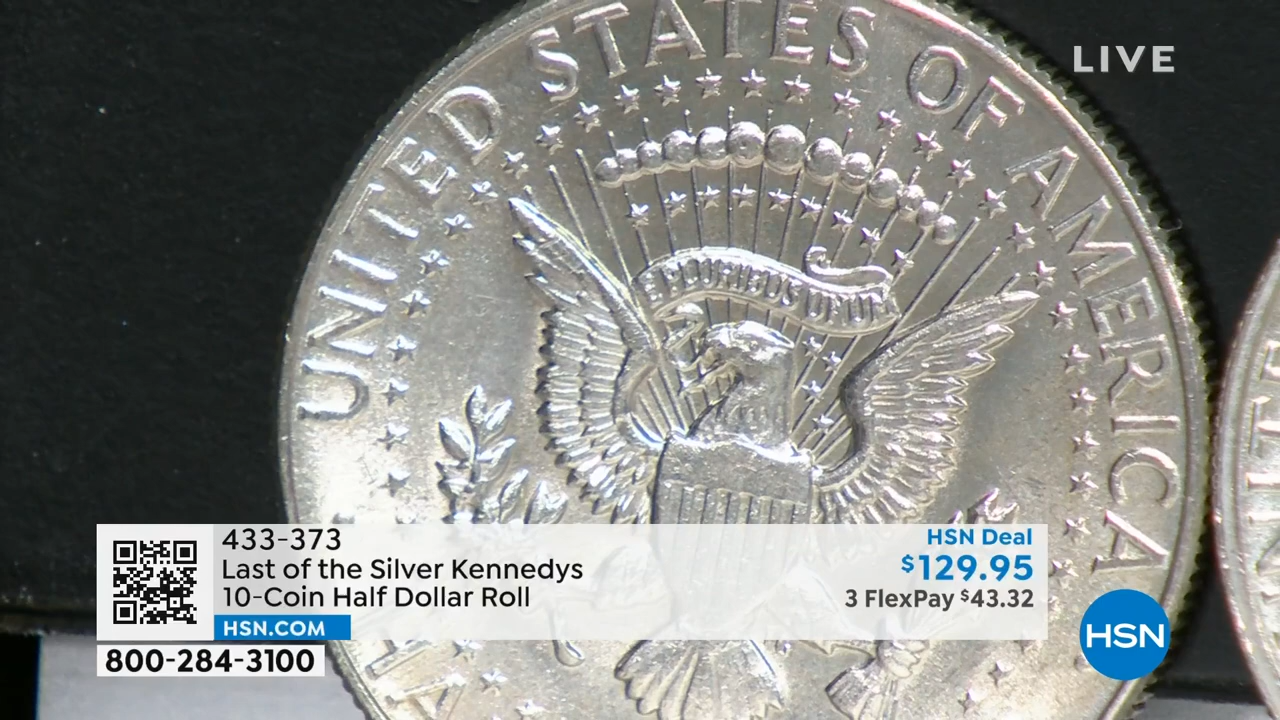 LIVE
UNITED STATES OF AMERICA
E PLURIBUS UNUM
433-373
Last of the Silver Kennedys
10-Coin Half Dollar Roll
HSN.COM
800-284-3100
HSN Deal
$129.95
3 FlexPay $43.32
HSN